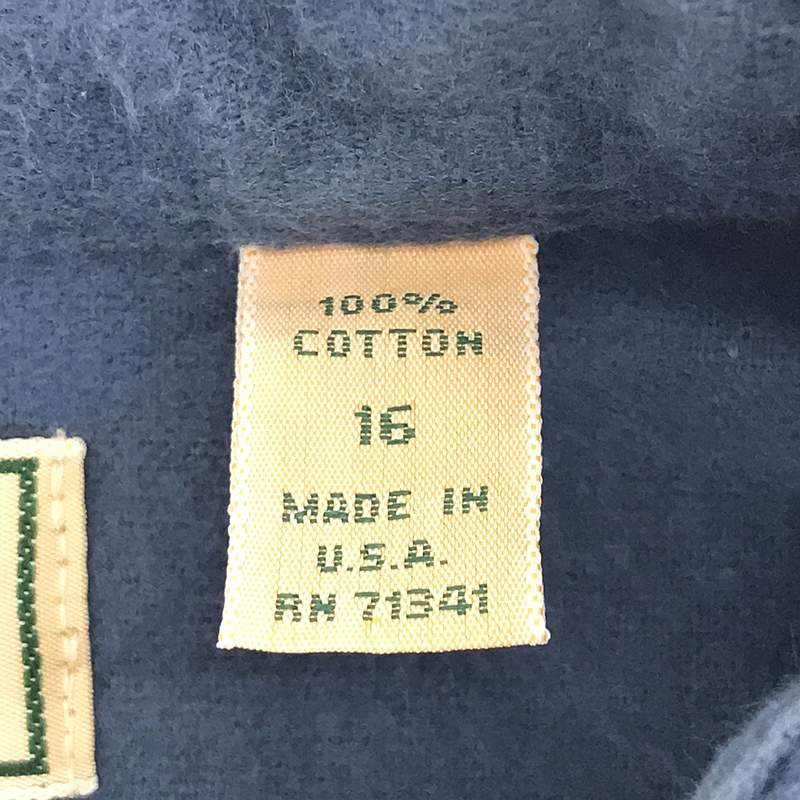 100%
COTTON
16
MADE IN
U.S.A.
RN 71341